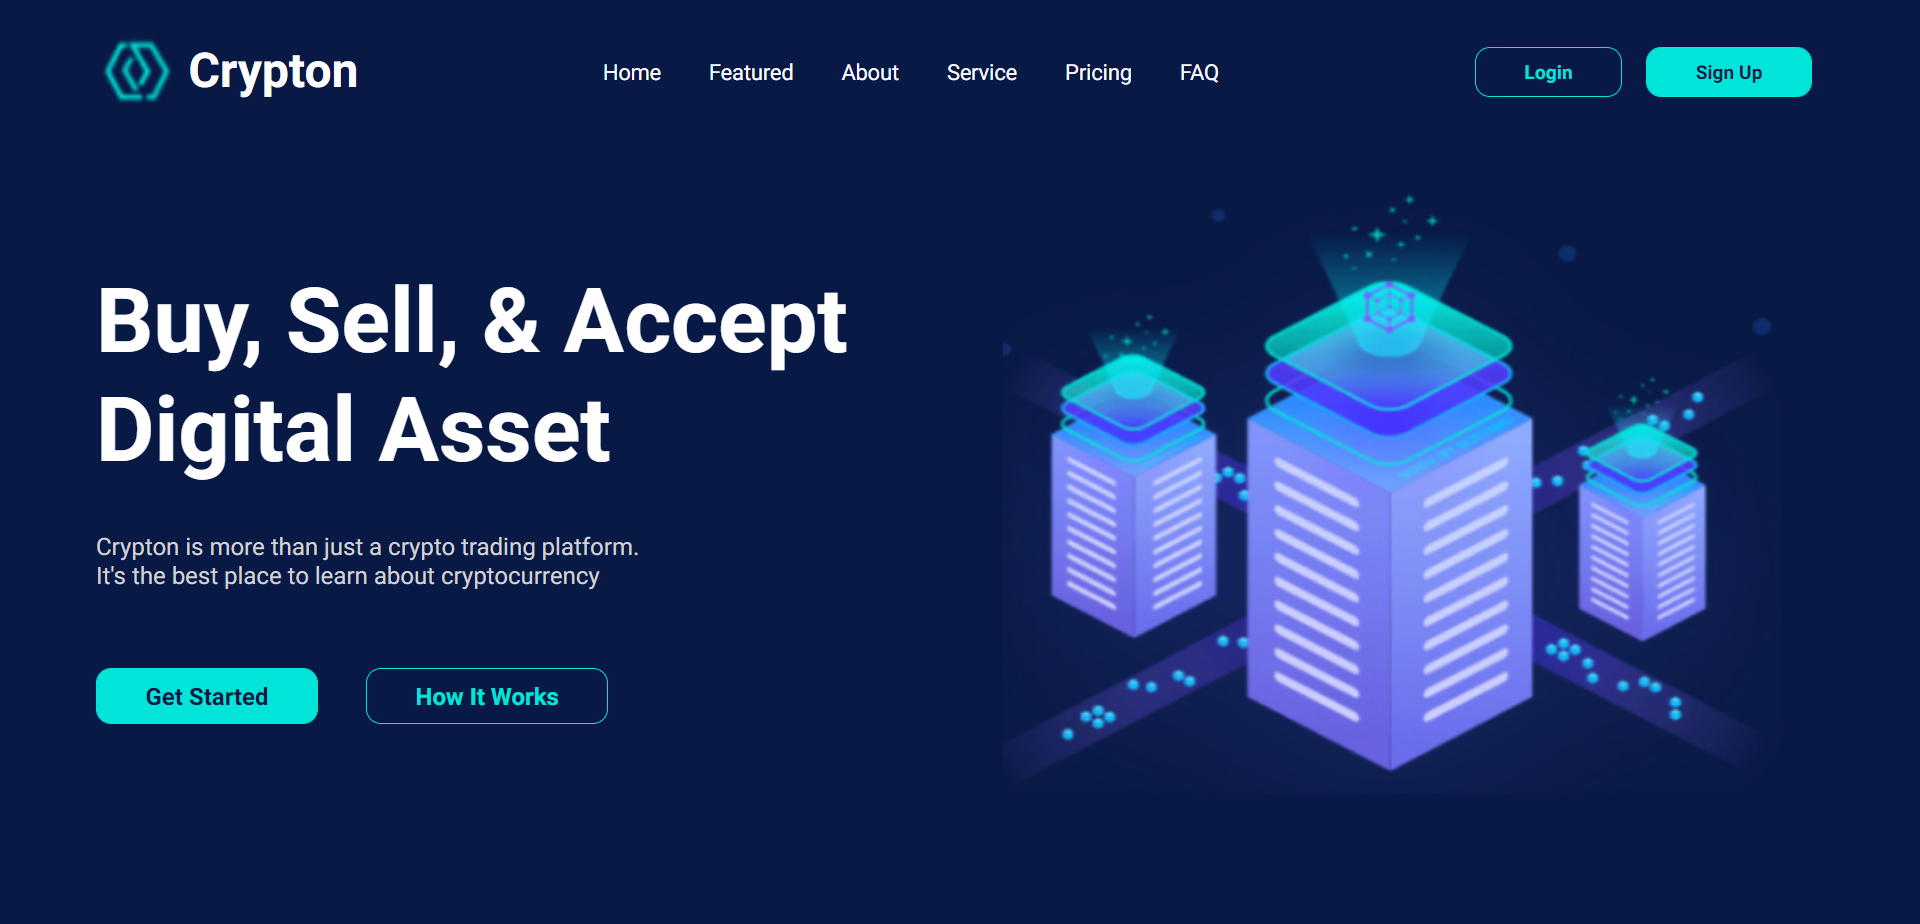 Crypton
Home Featured About Service Pricing FAQ
Login
Sign Up
Buy, Sell, & Accept
Digital Asset
Crypton is more than just a crypto trading platform.
It's the best place to learn about cryptocurrency
Get Started
How It Works